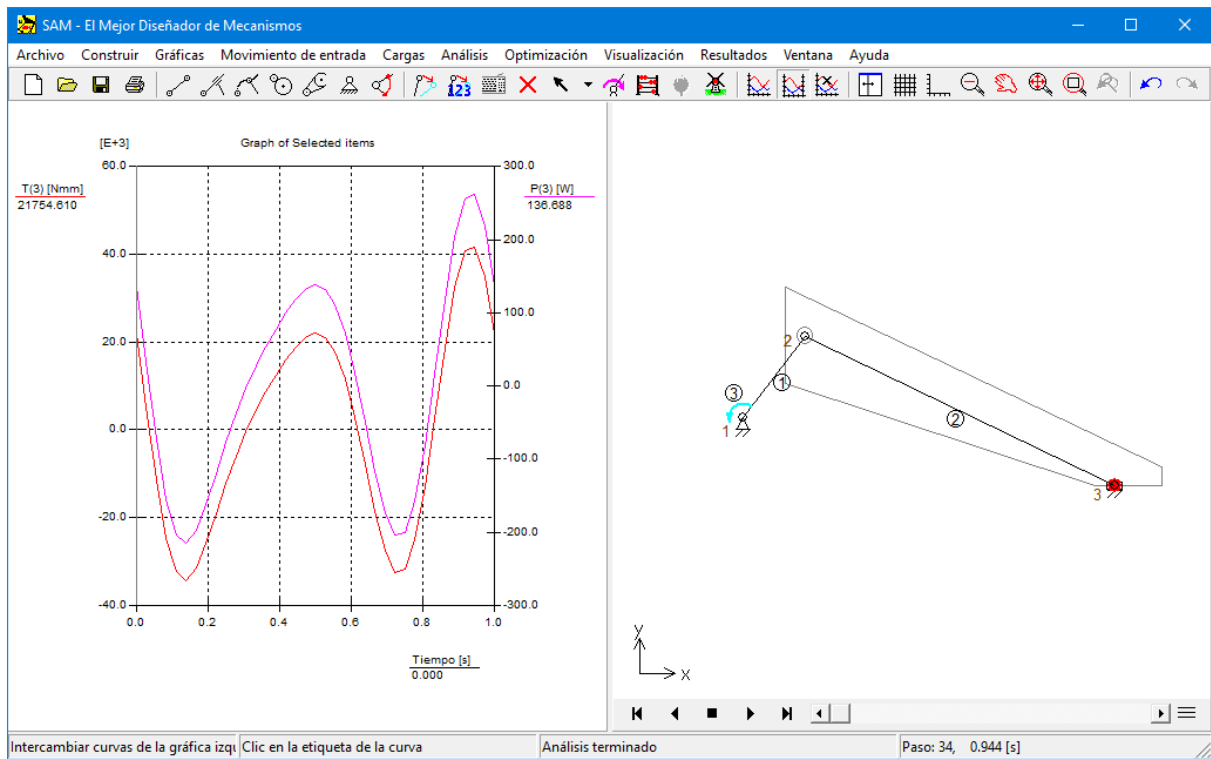 SAM - El Mejor Diseñador de Mecanismos
Archivo Construir Gráficas Movimiento de entrada Cargas Análisis Optimización Visualización Resultados Ventana Ayuda
123
[E+3] Graph of Selected items
60.0 300.0
T(3) [Nmm] P(3) [W]
21754.610 136.688
40.0 200.0
100.0
20.0
0.0
0.0
-100.0
-20.0
-200.0
-40.0 -300.0
0.0 0.2 0.4 0.6 0.8 1.0
Tiempo [s]
0.000
2
1
3
2
1
3
y
x
Intercambiar curvas de la gráfica izqu Clic en la etiqueta de la curva Análisis terminado Paso: 34, 0.944 [s]